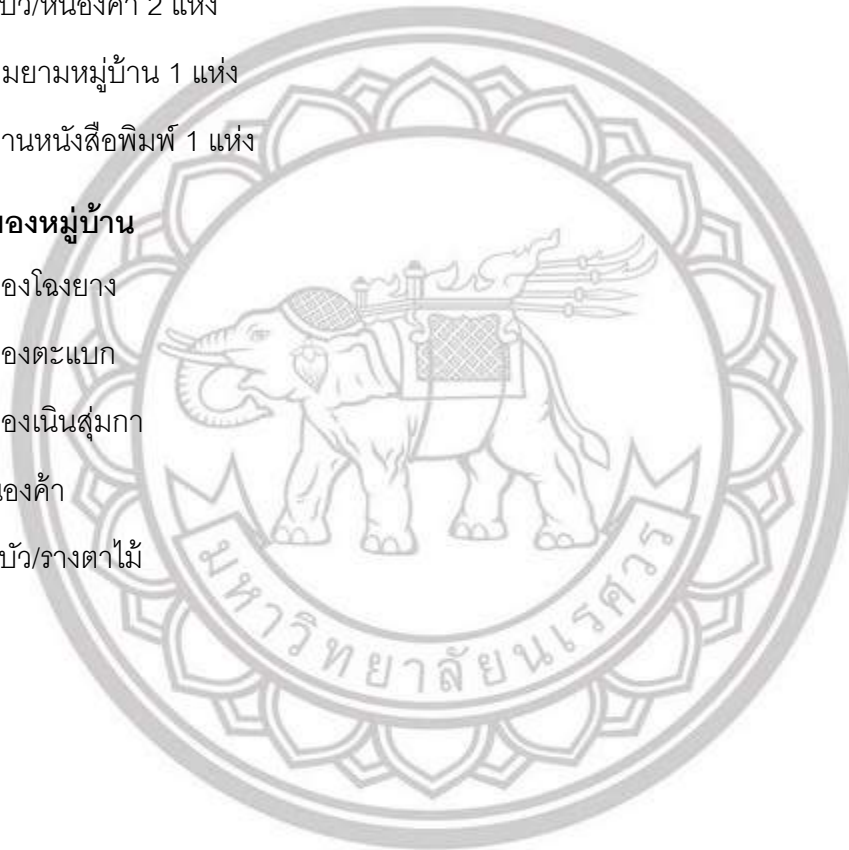 บัว/หนองค้า 2 แห่ง
มยามหมู่บ้าน 1 แห่ง
านหนังสือพิมพ์ 1 แห่ง
ของหมู่บ้าน
องโฉงยาง
องตะแบก
องเนินสุ่มกา
นองค้า
บัว/รางตาไม้
มหาวิทยาลัยนเรศวร